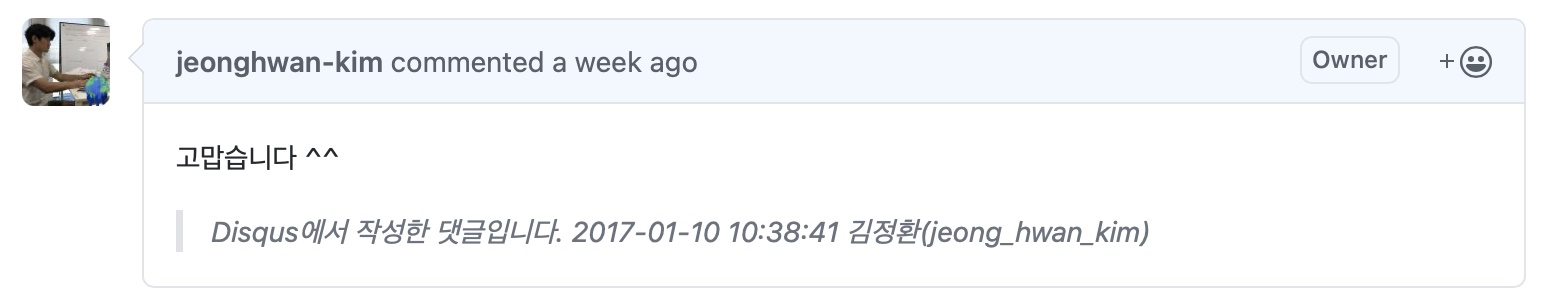 jeonghwan-kim commented a week ago
Owner
고맙습니다 ^^
Disqus에서 작성한 댓글입니다. 2017-01-10 10:38:41 김정환(jeong_hwan_kim)